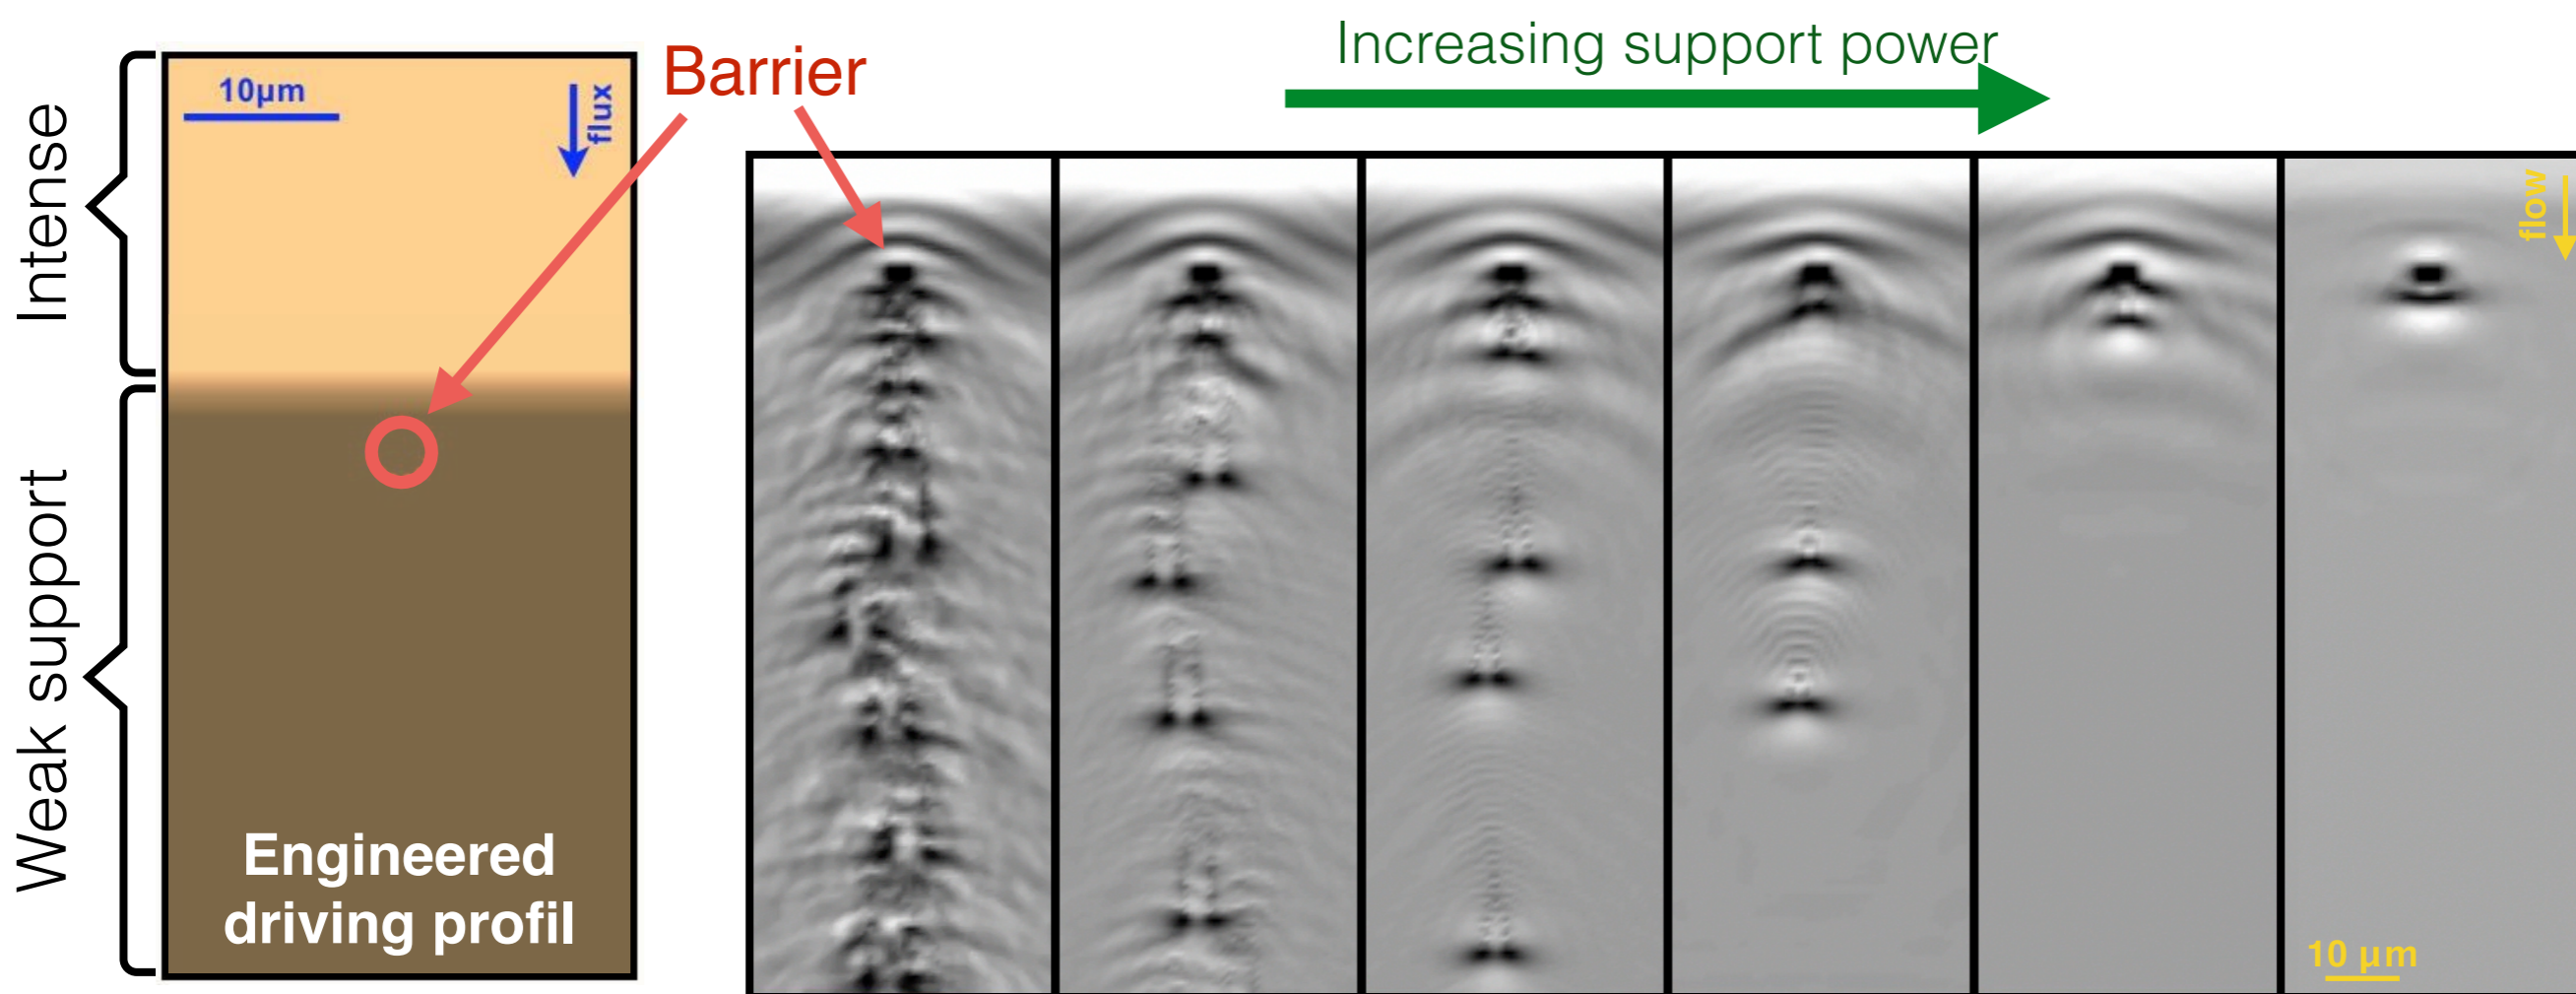 Intense
Weak support
10µm
flux
Barrier
Engineered
driving profil
Increasing support power
flow
10 µm